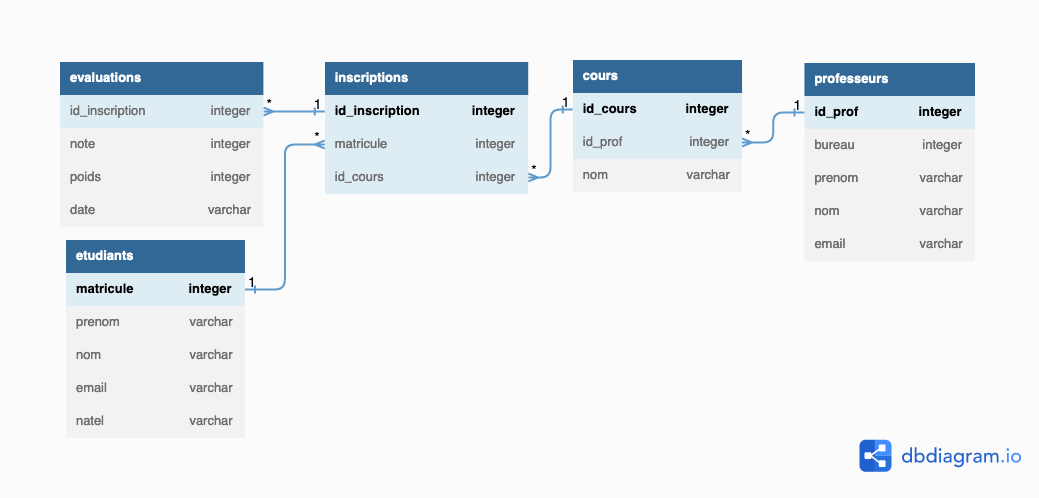 evaluations
id_inscription integer
note integer
poids integer
date varchar
* 1
inscriptions
id_inscription integer
* matricule integer
id_cours integer
* 1
cours
id_cours integer
id_prof integer
nom varchar
* 1
professeurs
id_prof integer
bureau integer
prenom varchar
nom varchar
email varchar
etudiants
matricule integer
1
prenom varchar
nom varchar
email varchar
natel varchar
dbdiagram.io